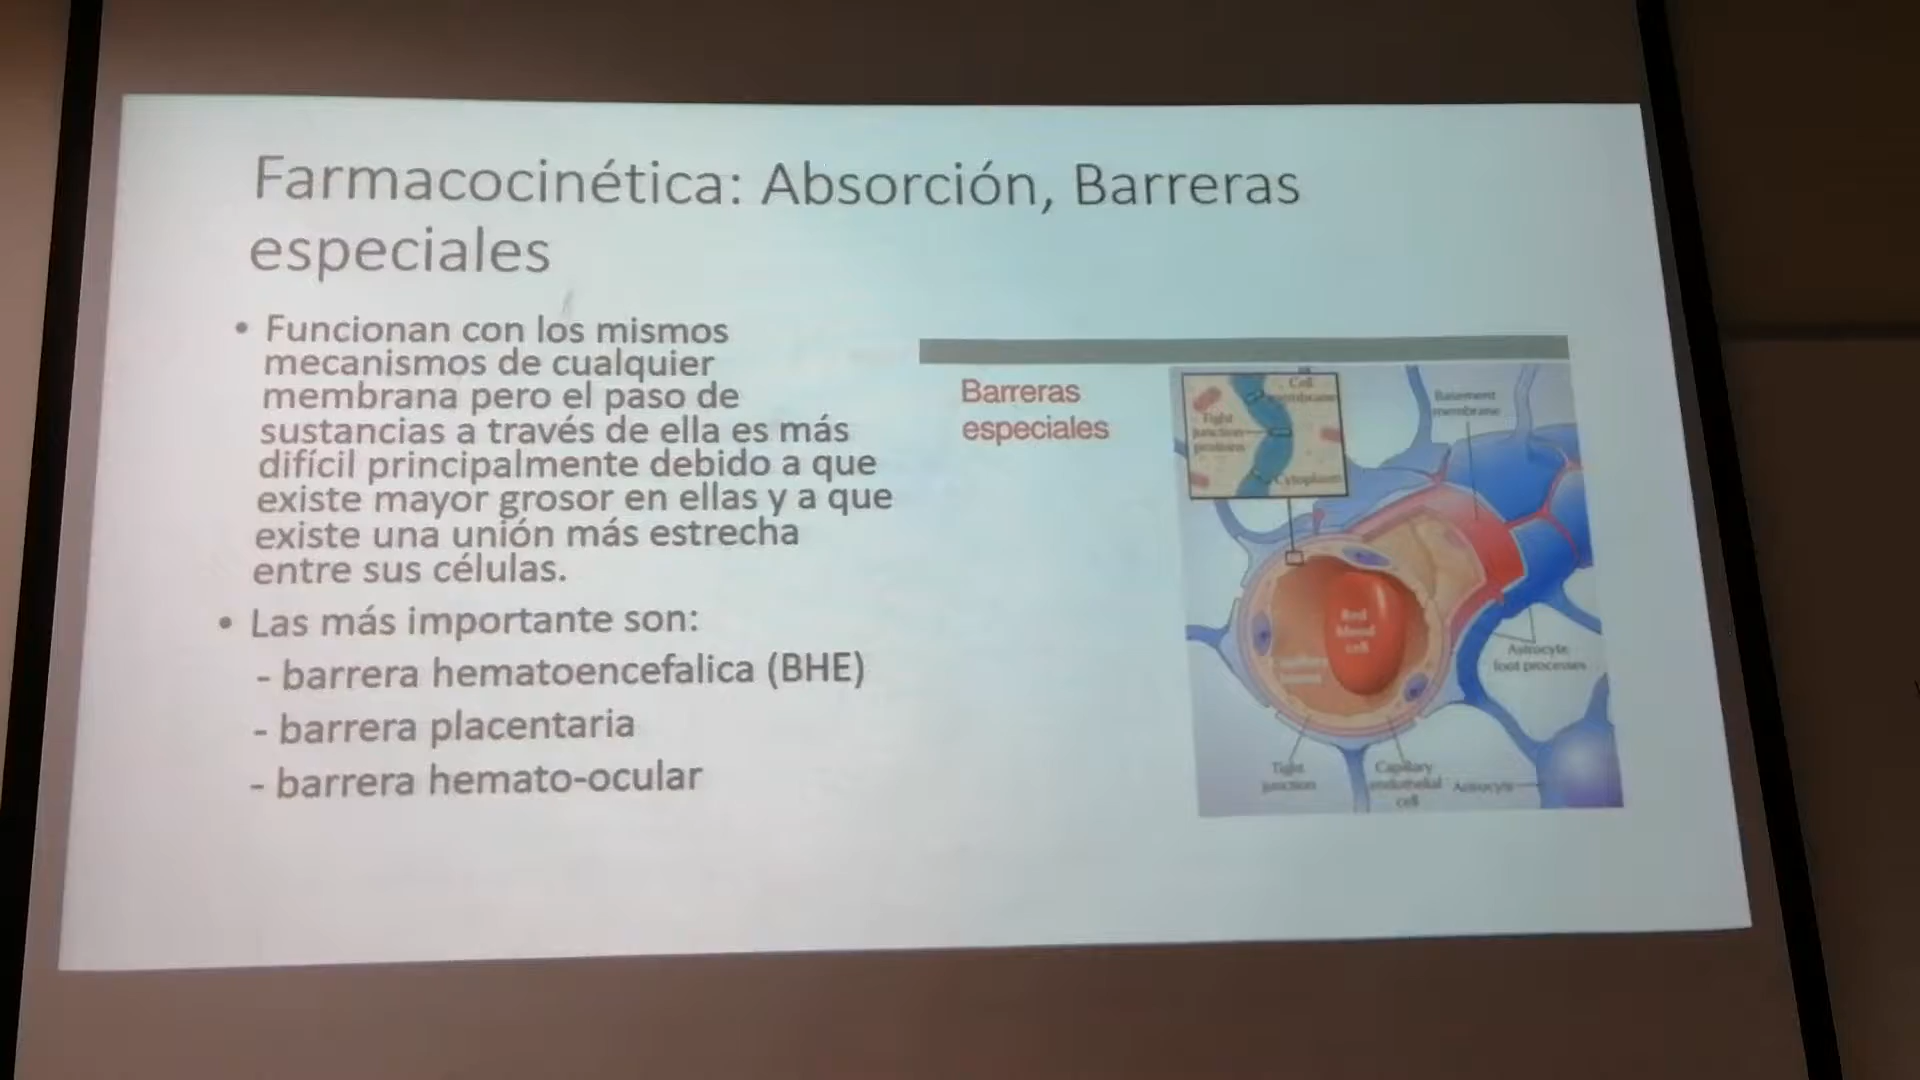 Farmacocinética: Absorción, Barreras
especiales
• Funcionan con los mismos
mecanismos de cualquier
membrana pero el paso de
sustancias a través de ella es más
difícil principalmente debido a que
existe mayor grosor en ellas y a que
existe una unión más estrecha
entre sus células.
• Las más importante son:
- barrera hematoencefalica (BHE)
- barrera placentaria
- barrera hemato-ocular
Barreras
especiales
Cell
membrane
Tight
junction
proteins
Cytoplasm
Basement
membrane
Red
blood
cell
Capillary
lumen
Astrocyte
foot processes
Tight
junction
Capillary
endothelial
cell
Astrocyte